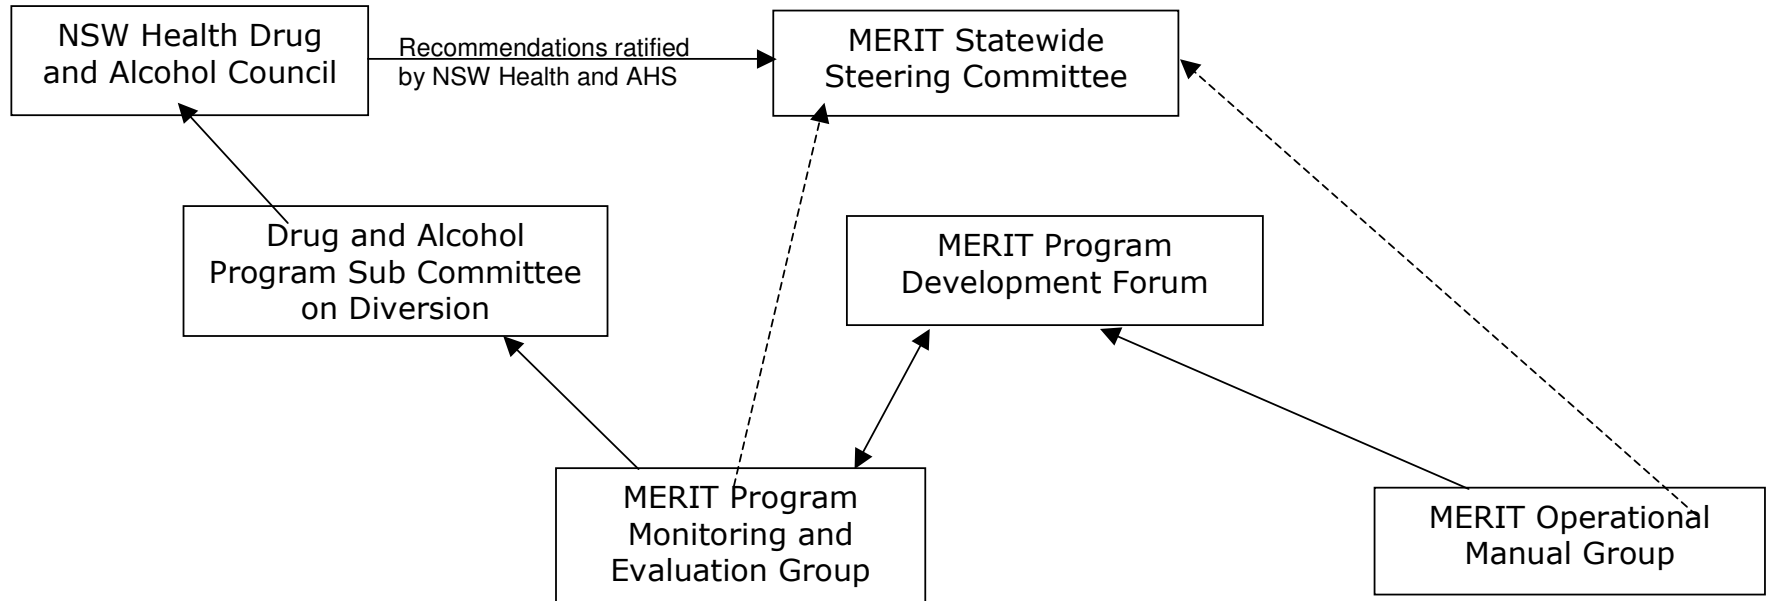 NSW Health Drug
and Alcohol Council
Recommendations ratified
by NSW Health and AHS
MERIT Statewide
Steering Committee
Drug and Alcohol
Program Sub Committee
on Diversion
MERIT Program
Development Forum
MERIT Program
Monitoring and
Evaluation Group
MERIT Operational
Manual Group